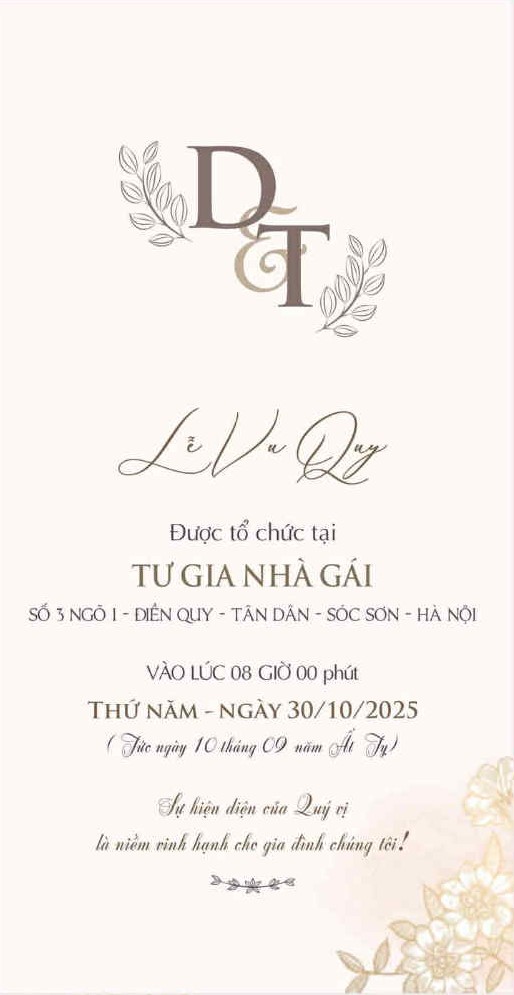 D
&
T
Lễ Vu Quy
Được tổ chức tại
TƯ GIA NHÀ GÁI
SỐ 3 NGÕ 1 - ĐIỀN QUY - TÂN DÂN - SÓC SƠN - HÀ NỘI
VÀO LÚC 08 GIỜ 00 phút
THỨ NĂM - NGÀY 30/10/2025
( Tức ngày 10 tháng 09 năm Ất Tỵ )
Sự hiện diện của Quý vị
là niềm vinh hạnh cho gia đình chúng tôi!